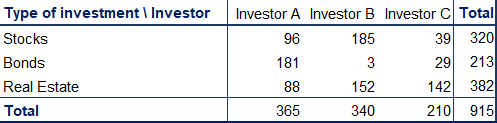 Type of investment \ Investor Investor A Investor B Investor C Total
Stocks 96 185 39 320
Bonds 181 3 29 213
Real Estate 88 152 142 382
Total 365 340 210 915